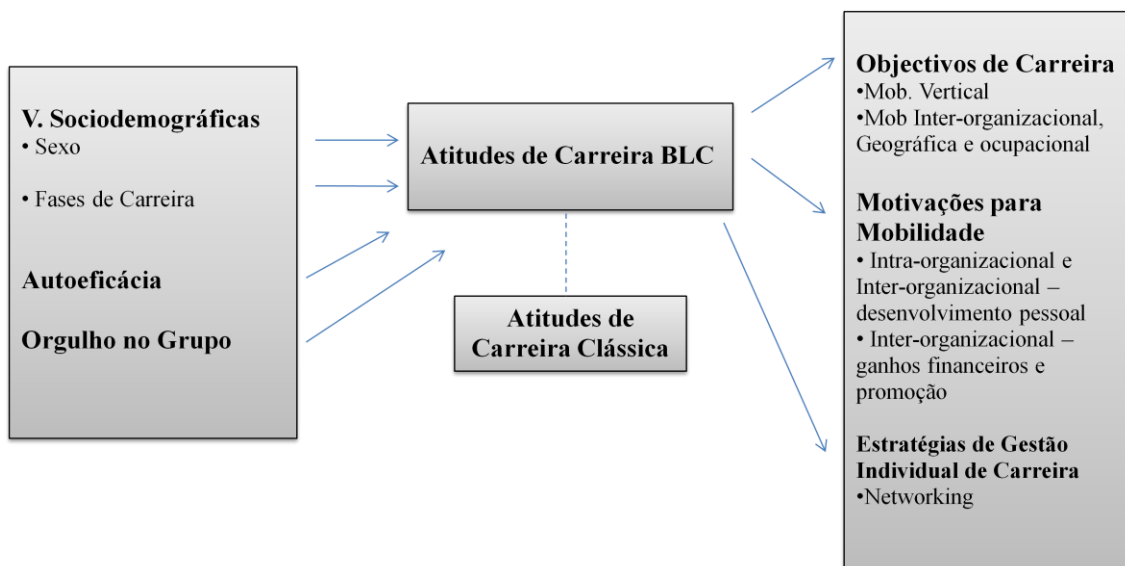 V. Sociodemográficas
• Sexo
• Fases de Carreira
Autoeficácia
Orgulho no Grupo
Atitudes de Carreira BLC
Atitudes de
Carreira Clássica
Objectivos de Carreira
•Mob. Vertical
•Mob Inter-organizacional,
Geográfica e ocupacional
Motivações para
Mobilidade
• Intra-organizacional e
Inter-organizacional –
desenvolvimento pessoal
• Inter-organizacional –
ganhos financeiros e
promoção
Estratégias de Gestão
Individual de Carreira
•Networking